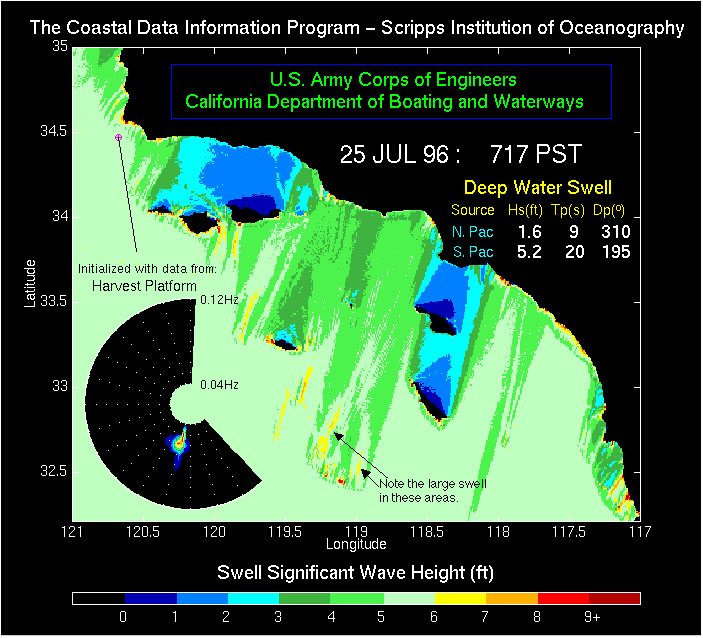 The Coastal Data Information Program – Scripps Institution of Oceanography
U.S. Army Corps of Engineers
California Department of Boating and Waterways
25 JUL 96 : 717 PST
Deep Water Swell
Source Hs(ft) Tp(s) Dp(º)
N. Pac 1.6 9 310
S. Pac 5.2 20 195
Initialized with data from:
Harvest Platform
0.12Hz
0.04Hz
Note the large swell
in these areas.
Latitude
35
34.5
34
33.5
33
32.5
121 120.5 120 119.5 119 118.5 118 117.5 117
Longitude
Swell Significant Wave Height (ft)
0 1 2 3 4 5 6 7 8 9+